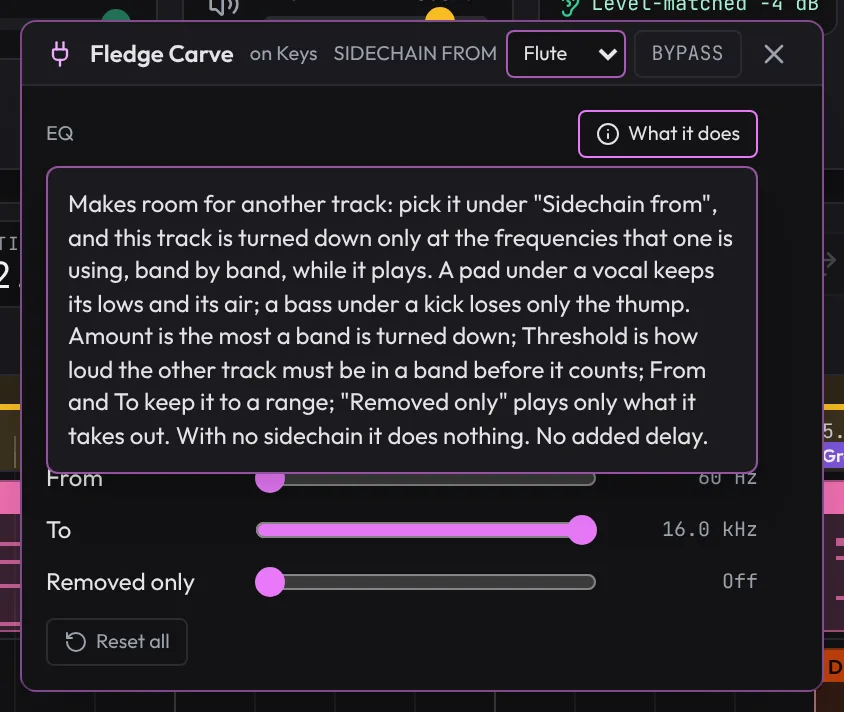 Level-matched -4 dB
Fledge Carve on Keys SIDECHAIN FROM Flute BYPASS
EQ
What it does
Makes room for another track: pick it under "Sidechain from",
and this track is turned down only at the frequencies that one is
using, band by band, while it plays. A pad under a vocal keeps
its lows and its air; a bass under a kick loses only the thump.
Amount is the most a band is turned down; Threshold is how
loud the other track must be in a band before it counts; From
and To keep it to a range; "Removed only" plays only what it
takes out. With no sidechain it does nothing. No added delay.
From 60 Hz
To 16.0 kHz
Removed only Off
Reset all